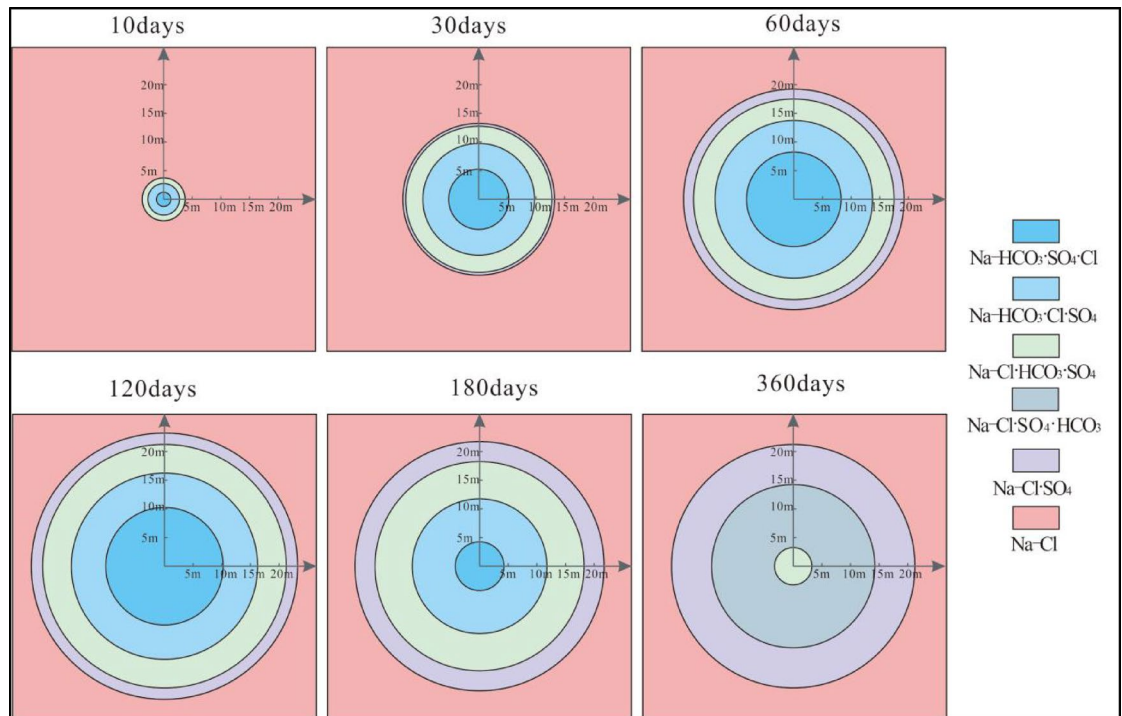 10days
30days
60days
20m
15m
10m
5m
5m 10m 15m 20m
20m
15m
10m
5m
5m 10m 15m 20m
20m
15m
10m
5m
5m 10m 15m 20m
Na-HCO₃·SO₄·Cl
Na-HCO₃·Cl·SO₄
Na-Cl·HCO₃·SO₄
Na-Cl·SO₄·HCO₃
Na-Cl·SO₄
Na-Cl
120days
180days
360days
20m
15m
10m
5m
5m 10m 15m 20m
20m
15m
10m
5m
5m 10m 15m 20m
20m
15m
10m
5m
5m 10m 15m 20m